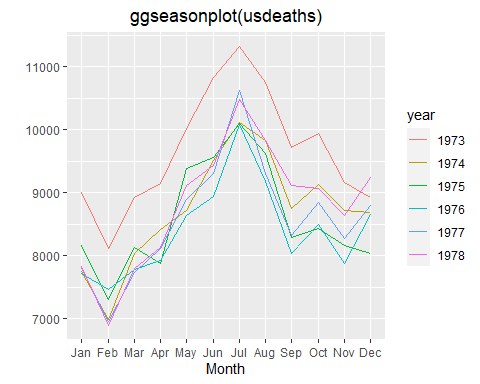 ggseasonplot(usdeaths)
11000
10000
9000
8000
7000
Jan Feb Mar Apr May Jun Jul Aug Sep Oct Nov Dec
Month
year
1973
1974
1975
1976
1977
1978